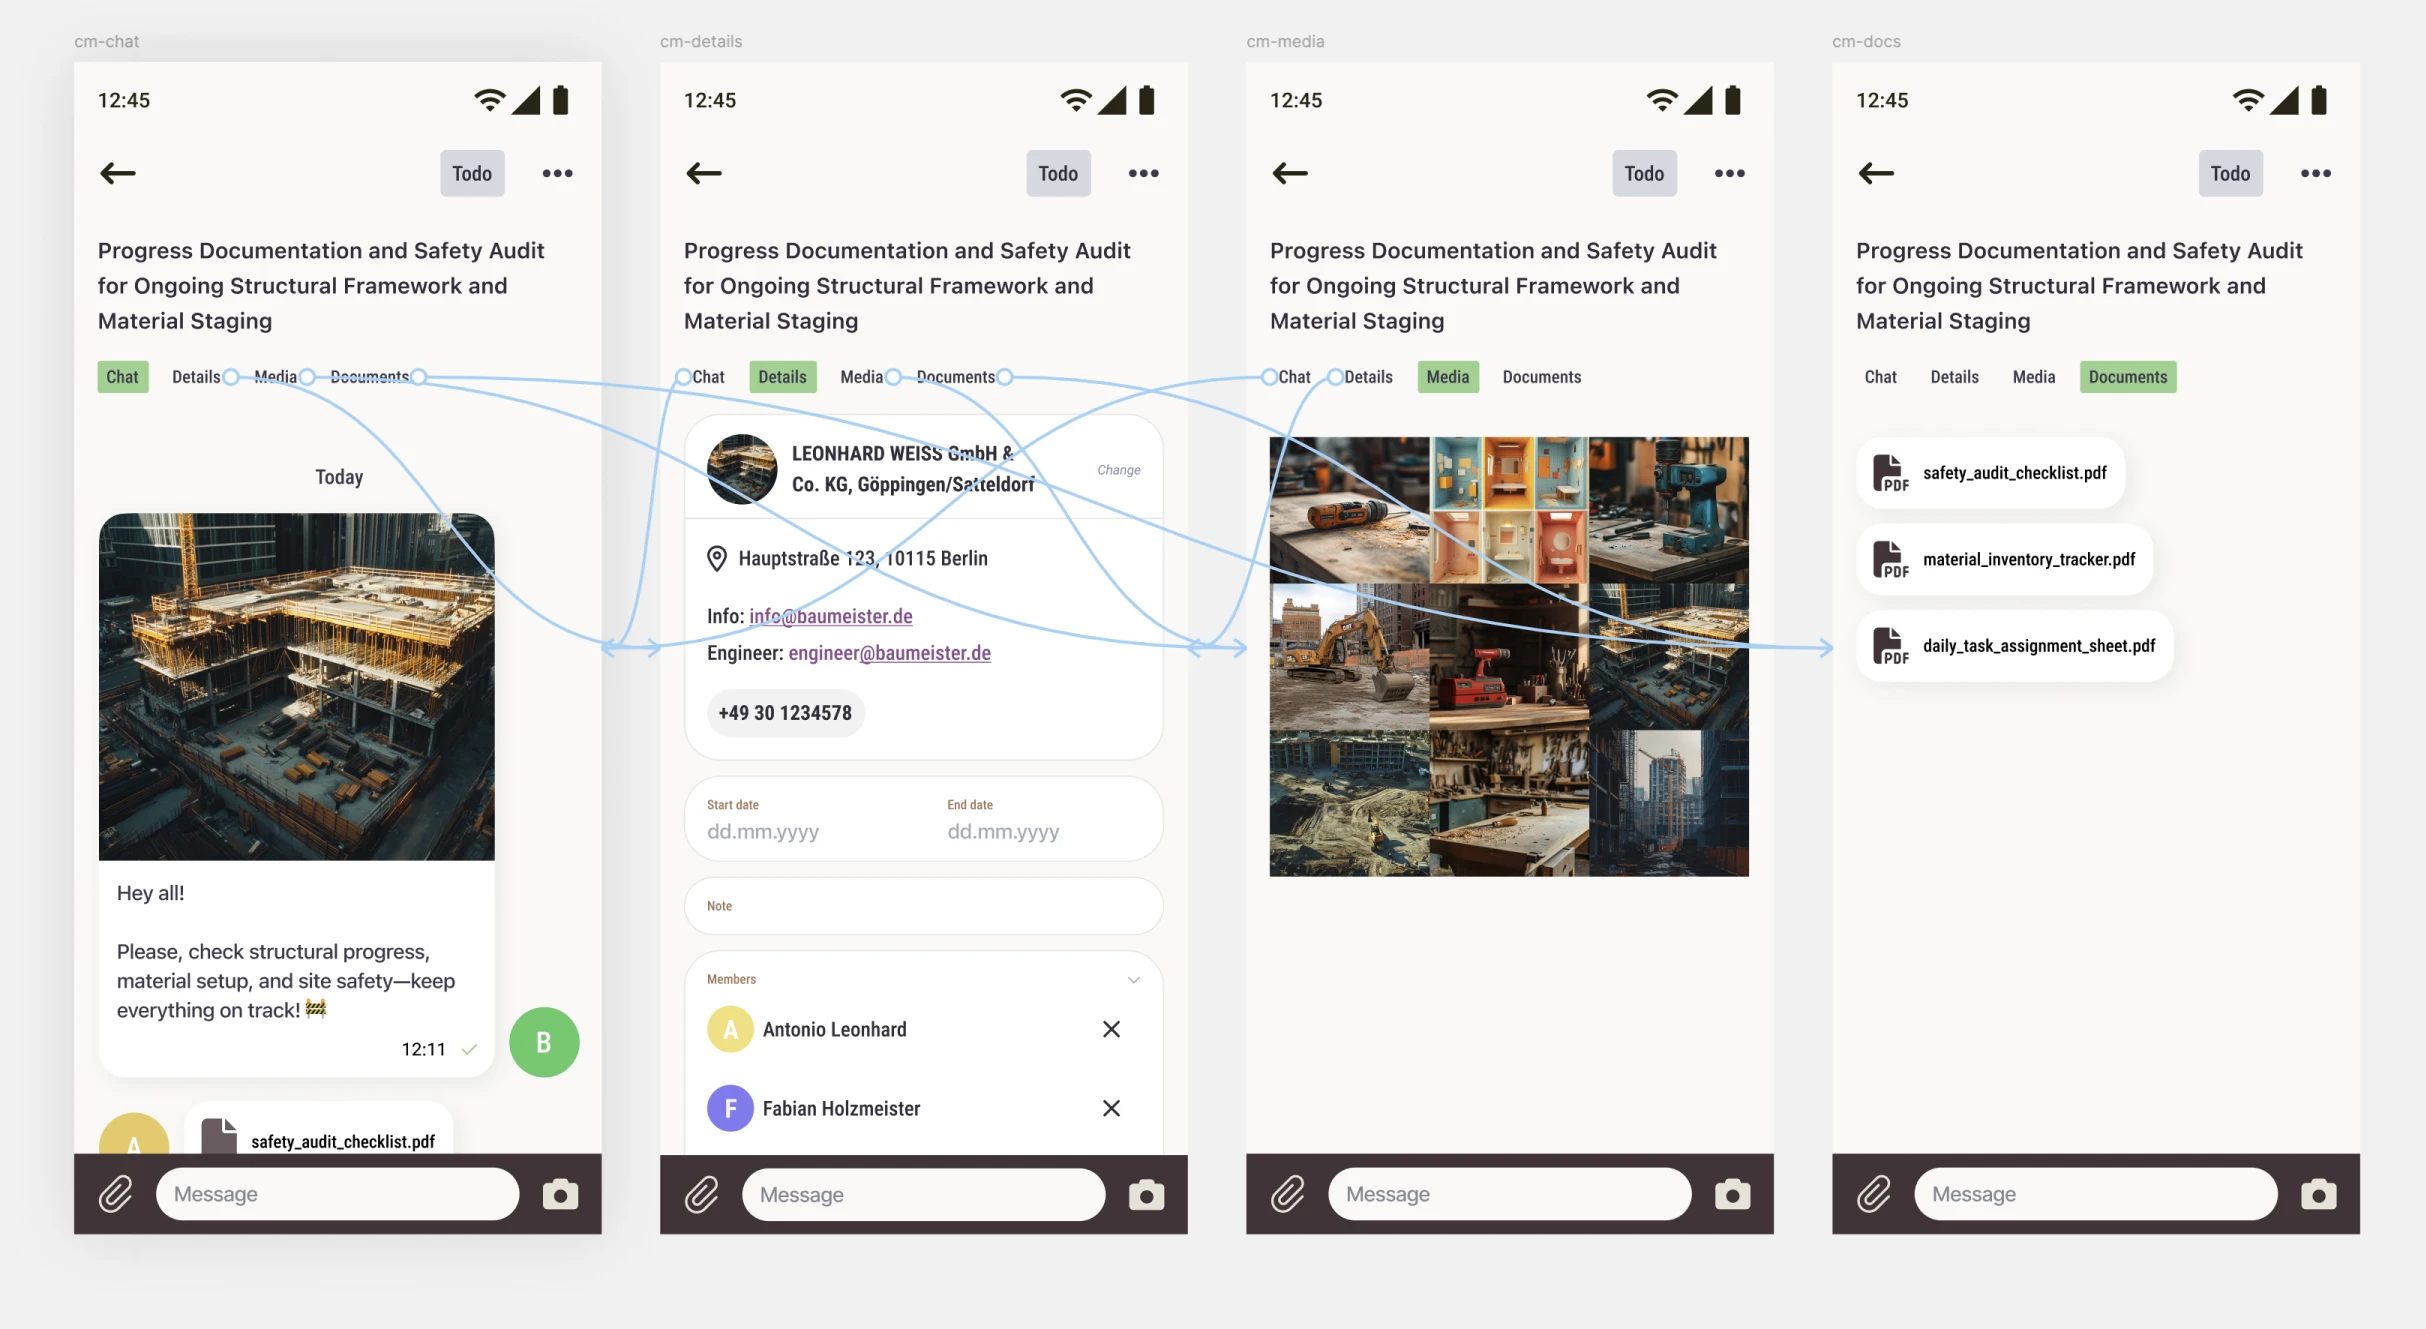 cm-chat
12:45
Todo
Progress Documentation and Safety Audit
for Ongoing Structural Framework and
Material Staging
Chat Details Media Documents
Today
Hey all!
Please, check structural progress,
material setup, and site safety—keep
everything on track! 🚧
12:11
B
A
safety_audit_checklist.pdf
Message
cm-details
12:45
Todo
Progress Documentation and Safety Audit
for Ongoing Structural Framework and
Material Staging
Chat Details Media Documents
LEONHARD WEISS GmbH &
Co. KG, Göppingen/Satteldorf
Change
Hauptstraße 123, 10115 Berlin
Info: info@baumeister.de
Engineer: engineer@baumeister.de
+49 30 1234578
Start date End date
dd.mm.yyyy dd.mm.yyyy
Note
Members
A Antonio Leonhard
F Fabian Holzmeister
Message
cm-media
12:45
Todo
Progress Documentation and Safety Audit
for Ongoing Structural Framework and
Material Staging
Chat Details Media Documents
Message
cm-docs
12:45
Todo
Progress Documentation and Safety Audit
for Ongoing Structural Framework and
Material Staging
Chat Details Media Documents
PDF safety_audit_checklist.pdf
PDF material_inventory_tracker.pdf
PDF daily_task_assignment_sheet.pdf
Message